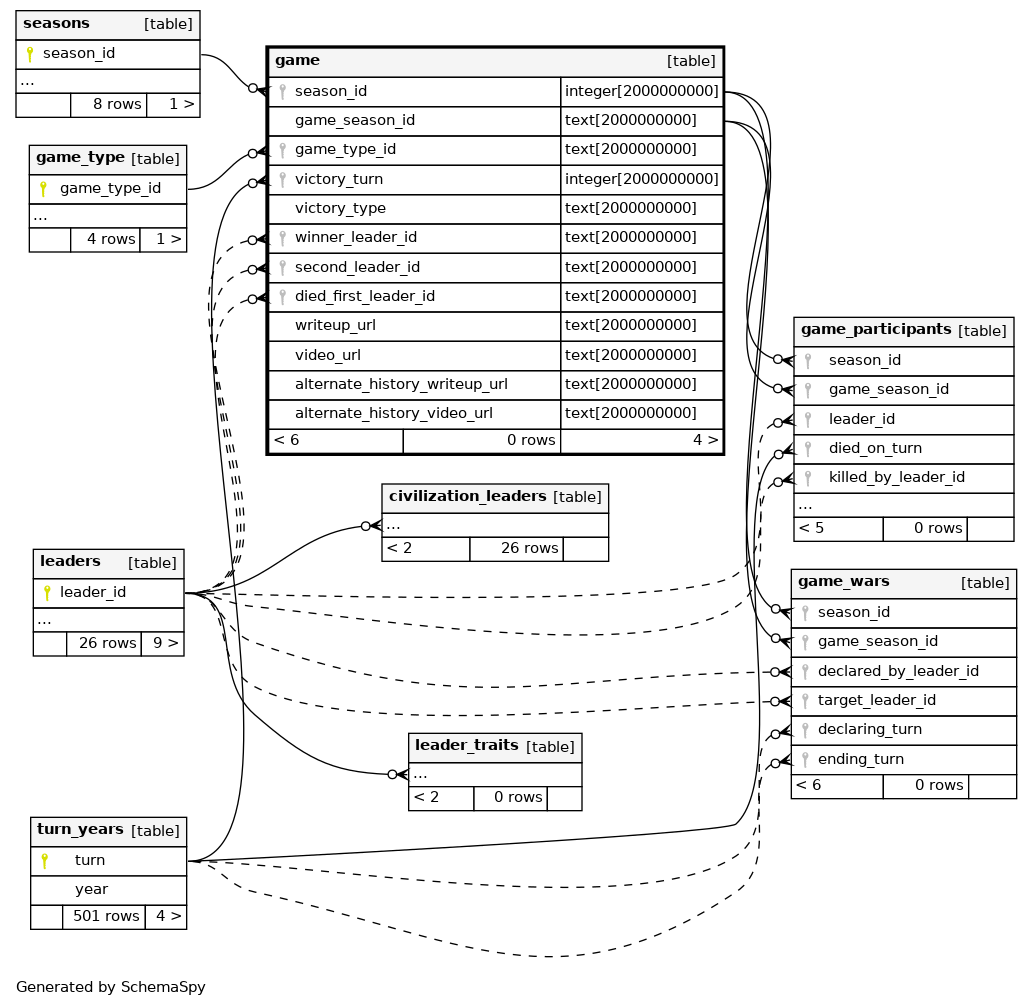 seasons [table]
season_id
...
8 rows 1 >
game_type [table]
game_type_id
...
4 rows 1 >
game [table]
season_id integer[2000000000]
game_season_id text[2000000000]
game_type_id text[2000000000]
victory_turn integer[2000000000]
victory_type text[2000000000]
winner_leader_id text[2000000000]
second_leader_id text[2000000000]
died_first_leader_id text[2000000000]
writeup_url text[2000000000]
video_url text[2000000000]
alternate_history_writeup_url text[2000000000]
alternate_history_video_url text[2000000000]
< 6 0 rows 4 >
game_participants [table]
season_id
game_season_id
leader_id
died_on_turn
killed_by_leader_id
...
< 5 0 rows
civilization_leaders [table]
...
< 2 26 rows
leaders [table]
leader_id
...
26 rows 9 >
game_wars [table]
season_id
game_season_id
declared_by_leader_id
target_leader_id
declaring_turn
ending_turn
< 6 0 rows
leader_traits [table]
...
< 2 0 rows
turn_years [table]
turn
year
501 rows 4 >
Generated by SchemaSpy